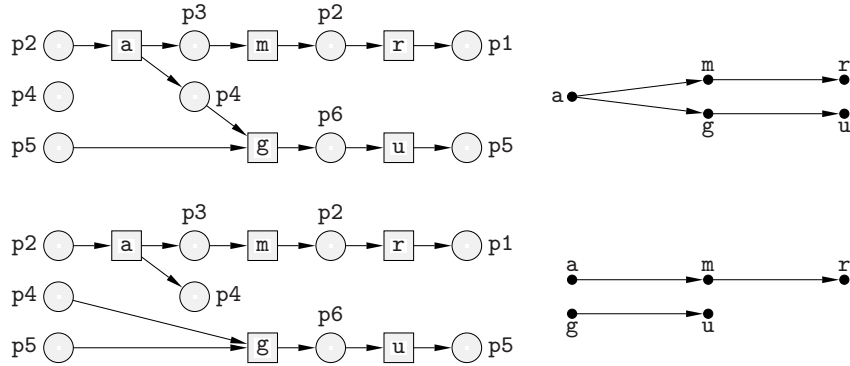 p3 p2
p2 a m r p1
m r
p4 p4
a
p6 g u
p5 g u p5
p3 p2
p2 a m r p1
a m r
p4 p4
p6 g u
p5 g u p5